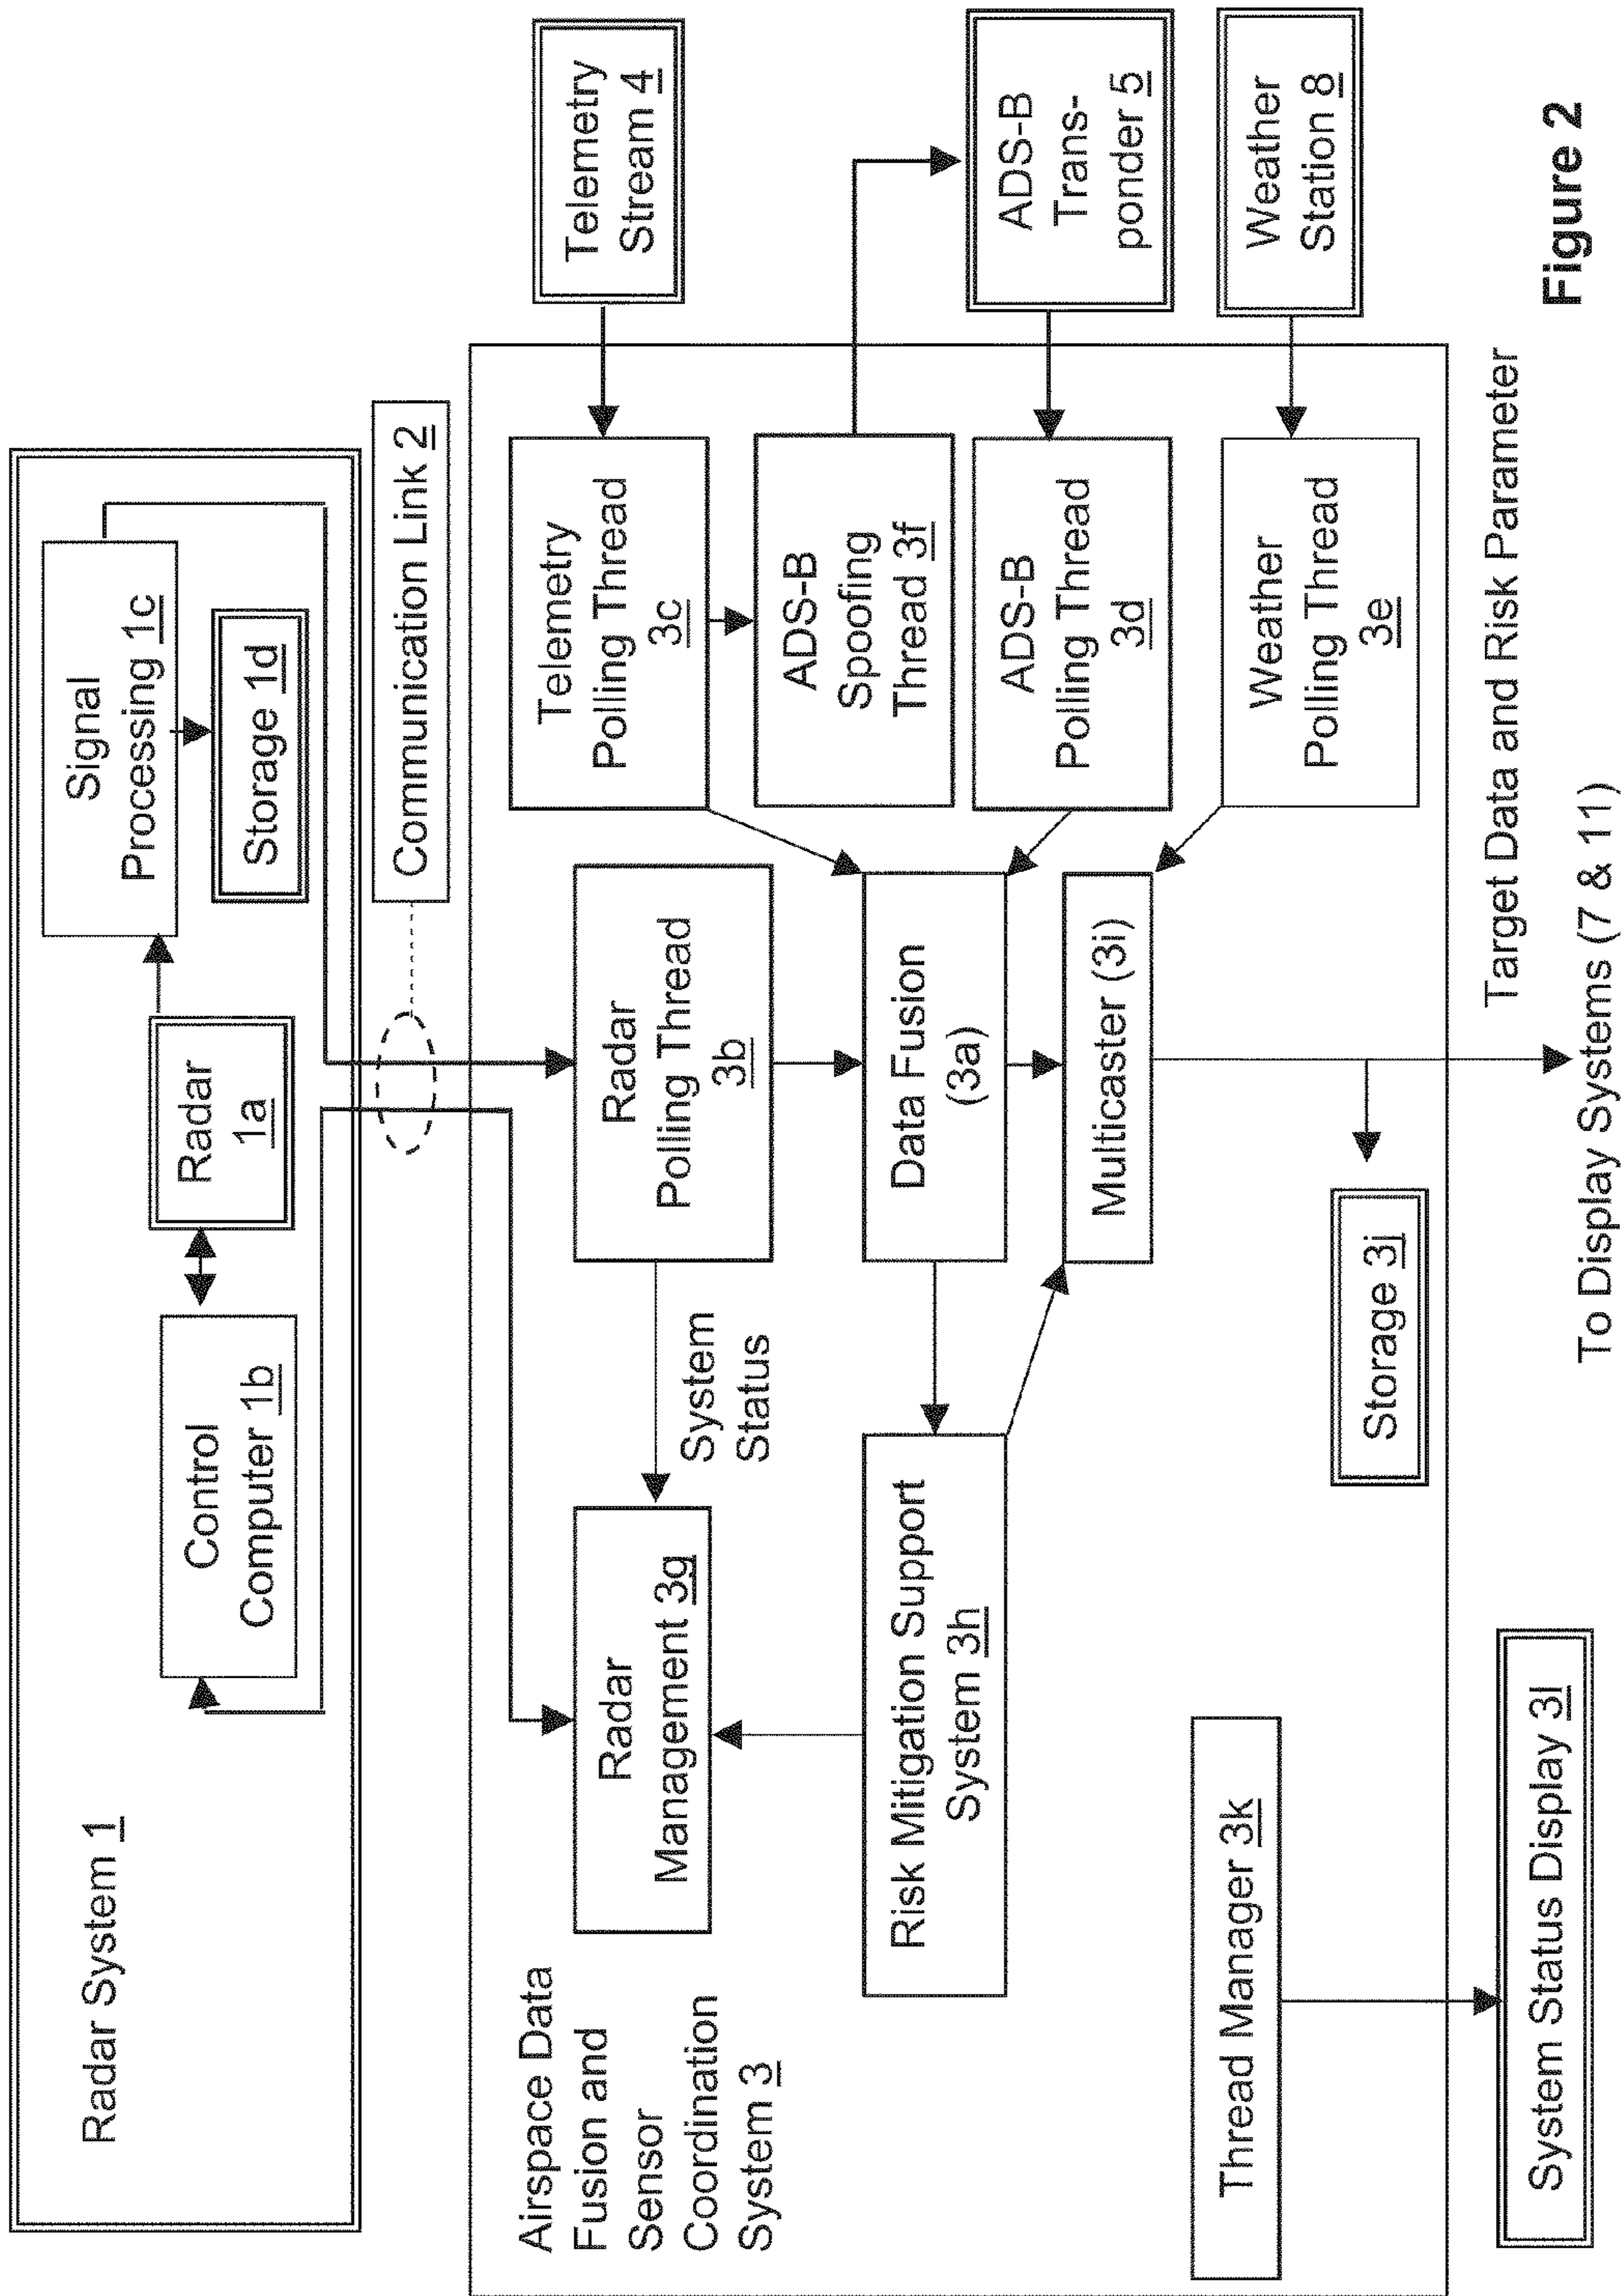 Radar System 1
Control
Computer 1b
Radar
1a
Signal
Processing 1c
Storage 1d
Communication Link 2
Airspace Data
Fusion and
Sensor
Coordination
System 3
Radar
Management 3g
System
Status
Radar
Polling Thread
3b
Telemetry
Polling Thread
3c
Telemetry
Stream 4
ADS-B
Spoofing
Thread 3f
Risk Mitigation Support
System 3h
Data Fusion
(3a)
ADS-B
Polling Thread
3d
ADS-B
Trans-
ponder 5
Multicaster (3i)
Weather
Polling Thread
3e
Weather
Station 8
Thread Manager 3k
Storage 3j
System Status Display 3l
Target Data and Risk Parameter
To Display Systems (7 & 11)
Figure 2